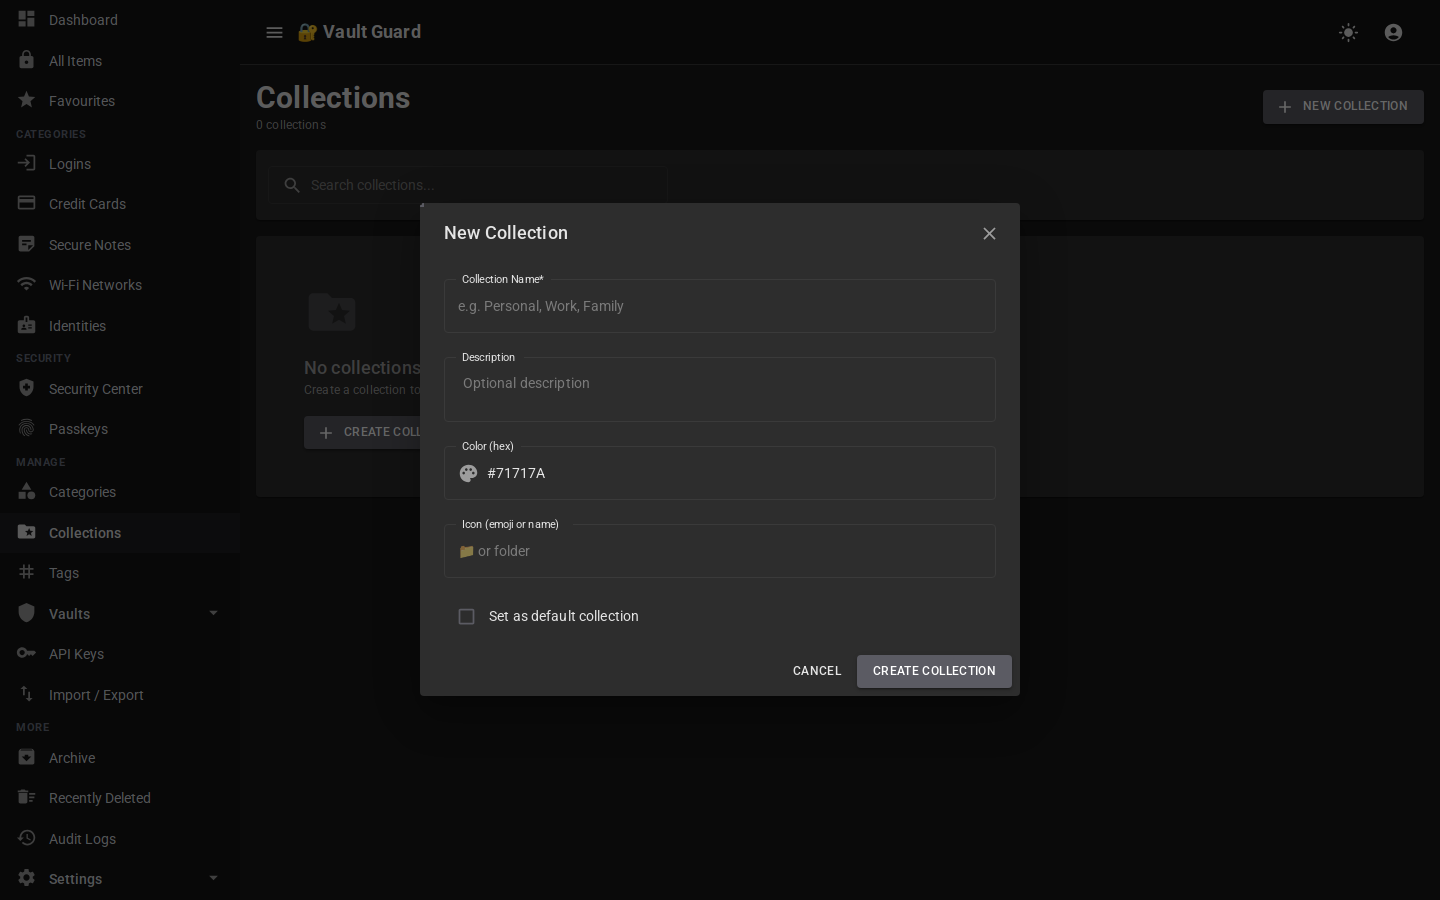 Dashboard
All Items
Favourites
CATEGORIES
Logins
Credit Cards
Secure Notes
Wi-Fi Networks
Identities
SECURITY
Security Center
Passkeys
MANAGE
Categories
Collections
Tags
Vaults
API Keys
Import / Export
MORE
Archive
Recently Deleted
Audit Logs
Settings
🔐 Vault Guard
Collections
0 collections
NEW COLLECTION
Search collections...
No collections
Create a collection to
CREATE COLL
New Collection
Collection Name*
e.g. Personal, Work, Family
Description
Optional description
Color (hex)
#71717A
Icon (emoji or name)
📁 or folder
Set as default collection
CANCEL
CREATE COLLECTION